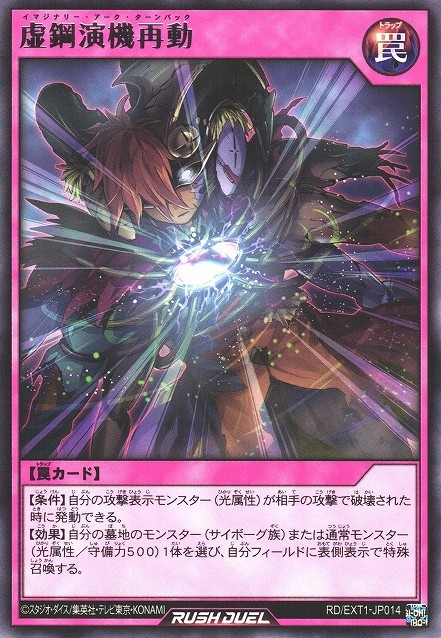 イマジナリー・アーク・ターンバック
虚鋼演機再動
トラップ
罠
トラップ
【罠カード】
【条件】自分の攻撃表示モンスター(光属性)が相手の攻撃で破壊された
時に発動できる。
【効果】自分の墓地のモンスター(サイボーグ族)または通常モンスター
(光属性/守備力500)1体を選び、自分フィールドに表側表示で特殊
召喚する。
©スタジオ・ダイス/集英社・テレビ東京・KONAMI
RUSH DUEL
RD/EXT1-JP014